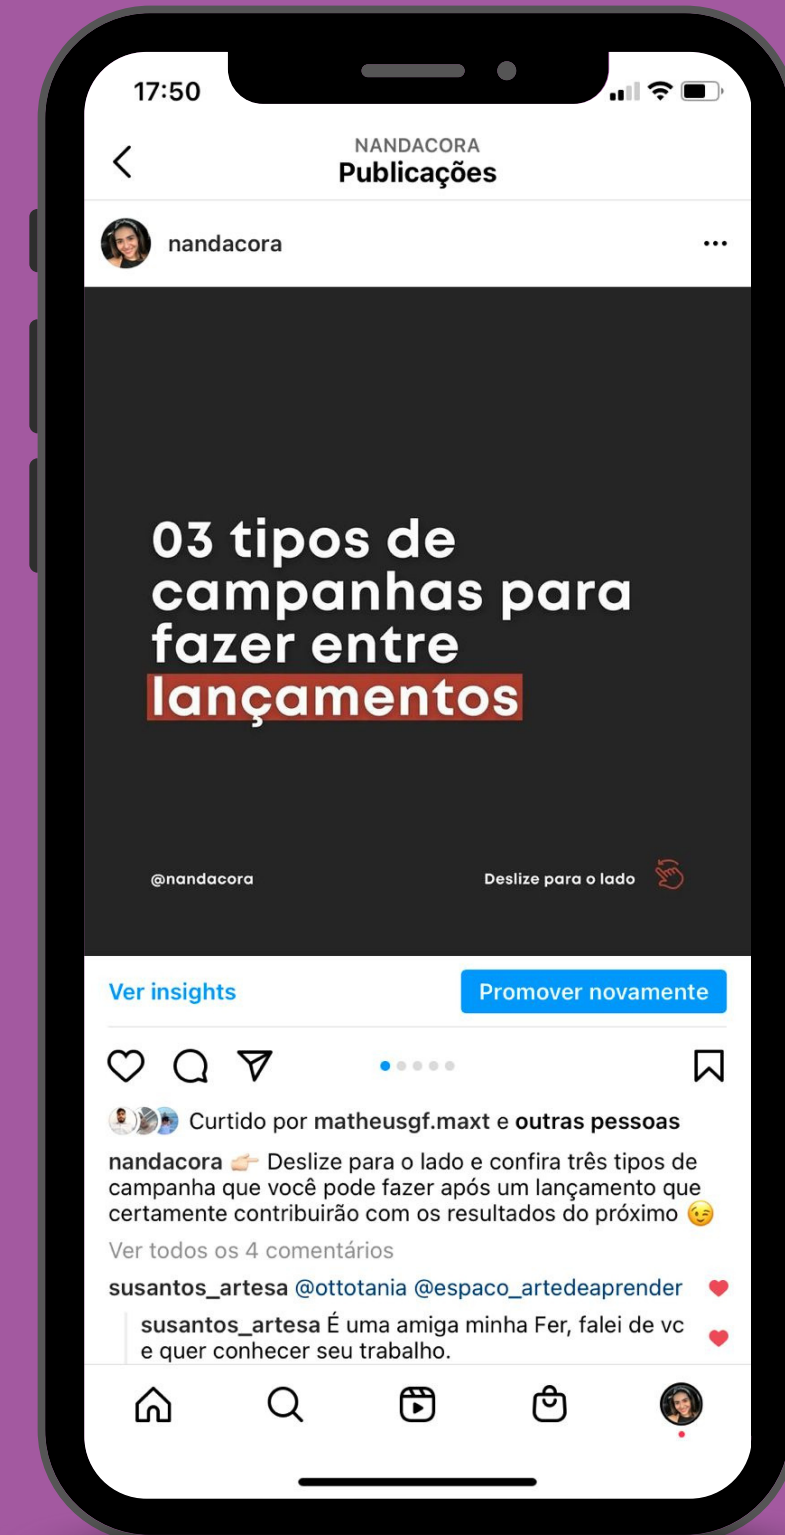 17:50
NANDACORA
Publicações
nandacora
03 tipos de
campanhas para
fazer entre
lançamentos
@nandacora
Deslize para o lado
Ver insights
Promover novamente
Curtido por matheusgf.maxt e outras pessoas
nandacora 👉🏻 Deslize para o lado e confira três tipos de
campanha que você pode fazer após um lançamento que
certamente contribuirão com os resultados do próximo 😉
Ver todos os 4 comentários
susantos_artesa @ottotania @espaco_artedeaprender
susantos_artesa É uma amiga minha Fer, falei de vc
e quer conhecer seu trabalho.